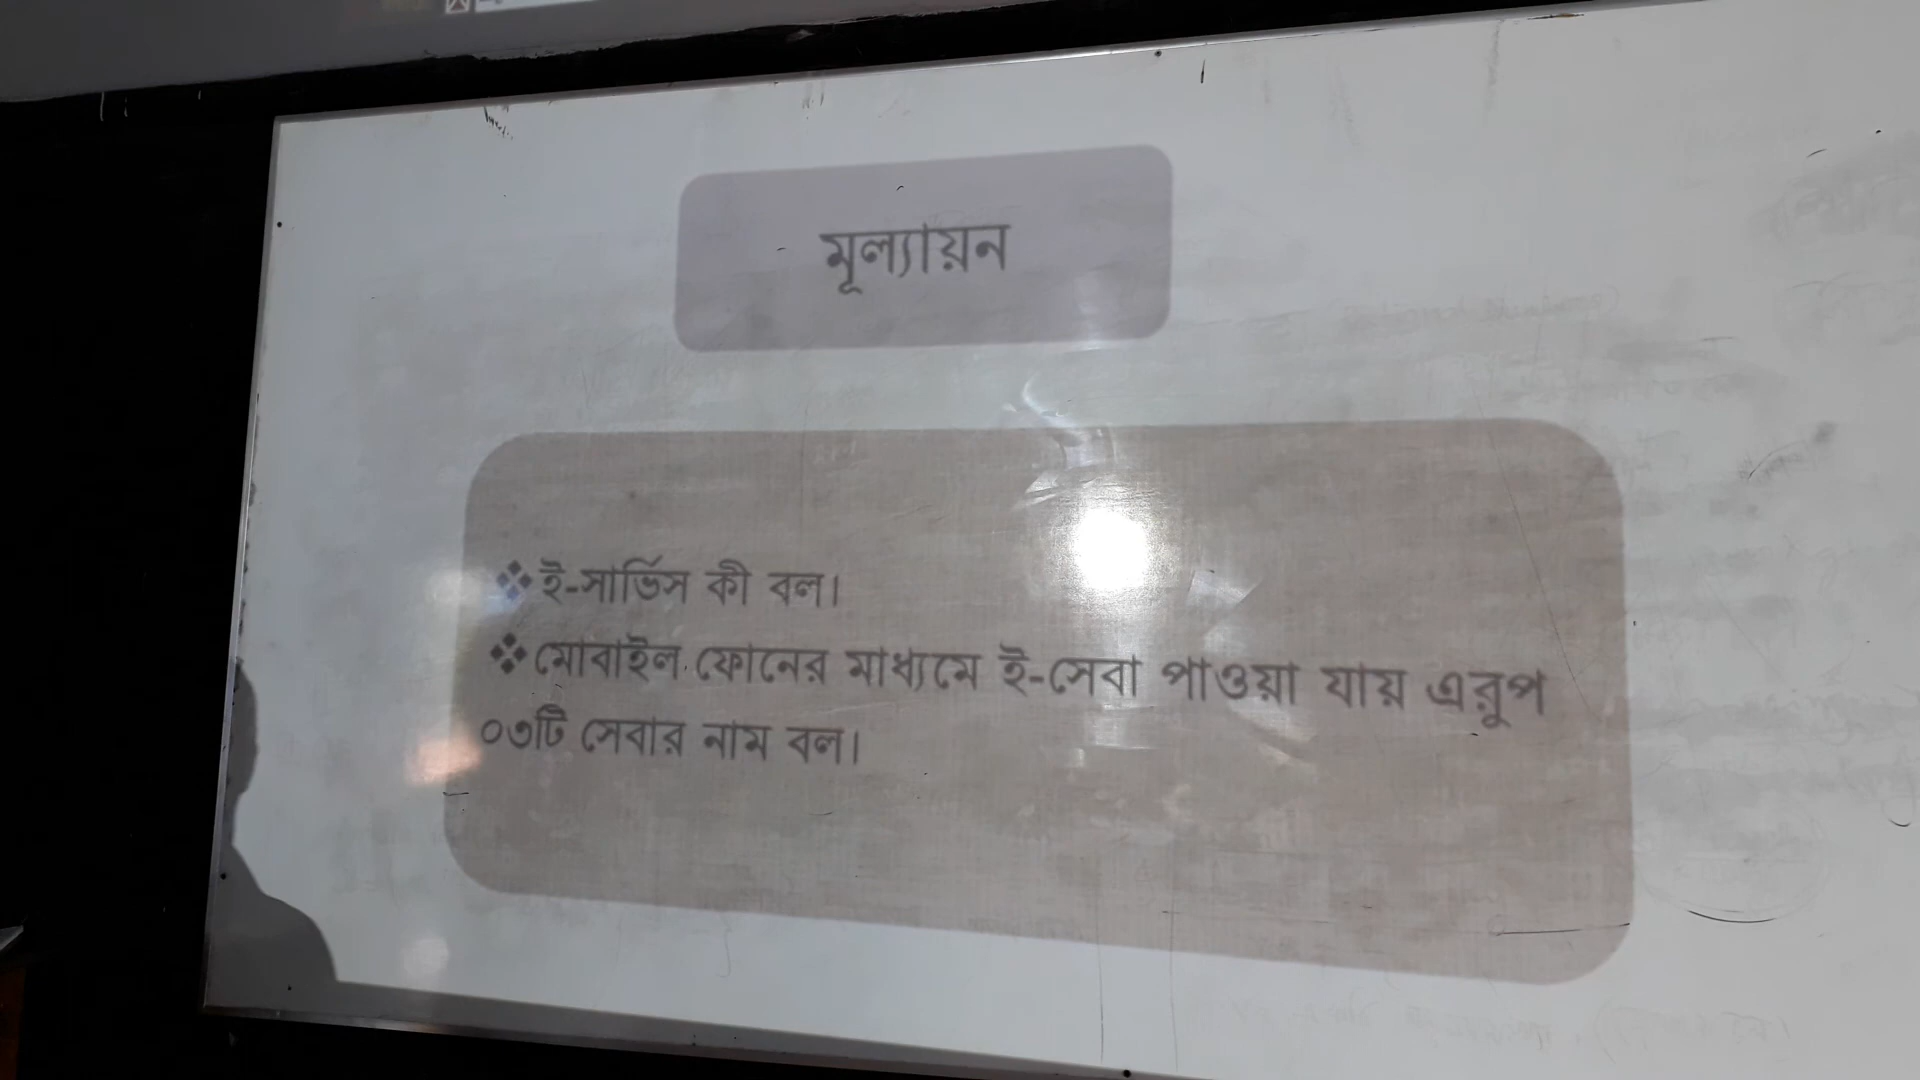 মূল্যায়ন
❖ ই-সার্ভিস কী বল।
❖ মোবাইল ফোনের মাধ্যমে ই-সেবা পাওয়া যায় এরুপ
০৩টি সেবার নাম বল।